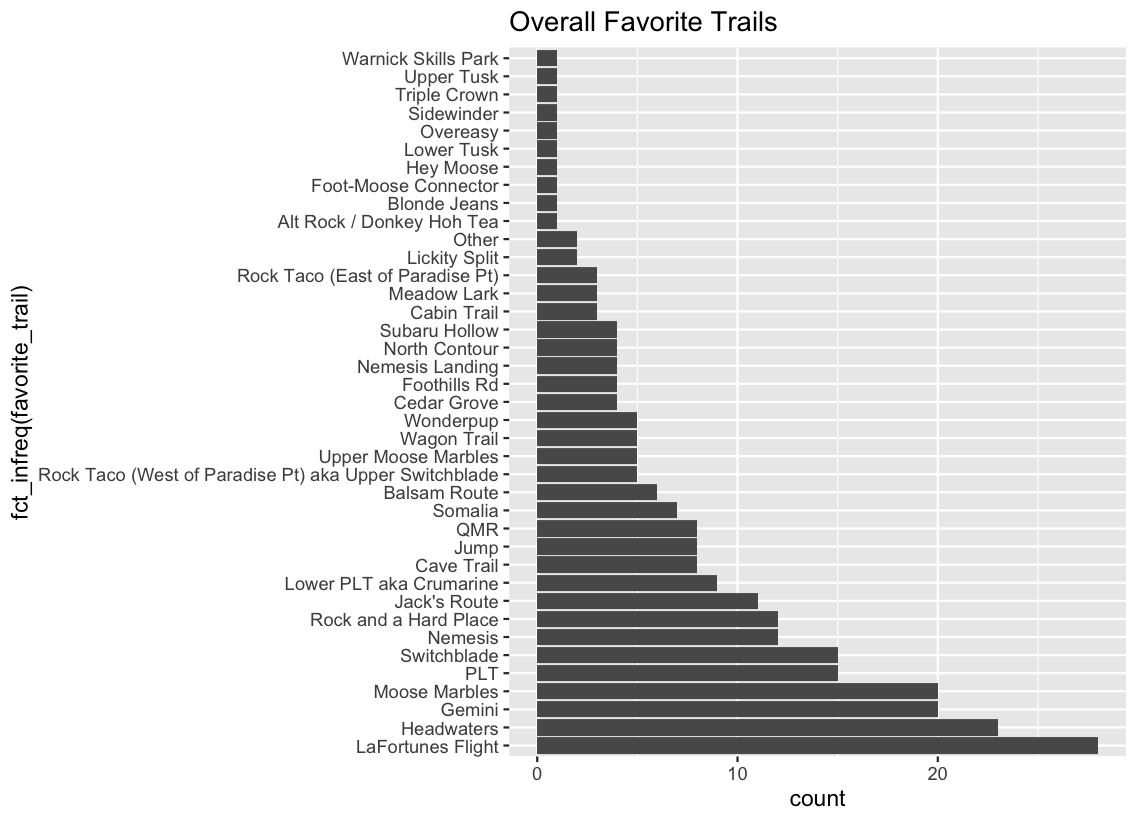 Overall Favorite Trails
Warnick Skills Park
Upper Tusk
Triple Crown
Sidewinder
Overeasy
Lower Tusk
Hey Moose
Foot-Moose Connector
Blonde Jeans
Alt Rock / Donkey Hoh Tea
Other
Lickity Split
Rock Taco (East of Paradise Pt)
Meadow Lark
Cabin Trail
Subaru Hollow
North Contour
Nemesis Landing
Foothills Rd
Cedar Grove
Wonderpup
Wagon Trail
Upper Moose Marbles
Rock Taco (West of Paradise Pt) aka Upper Switchblade
Balsam Route
Somalia
QMR
Jump
Cave Trail
Lower PLT aka Crumarine
Jack's Route
Rock and a Hard Place
Nemesis
Switchblade
PLT
Moose Marbles
Gemini
Headwaters
LaFortunes Flight
fct_infreq(favorite_trail)
0 10 20
count